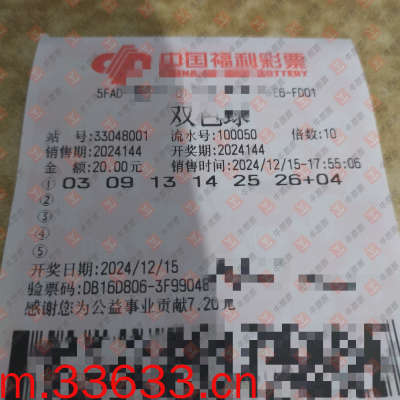 中国福利彩票
CHINA LOTTERY
5FAD E6-FD01
双色球
站 号:33048001 流水号:100050 倍数:10
销售期:2024144 开奖期:2024144
金 额:20.00元 销售时间:2024/12/15-17:55:06
① 03 09 13 14 25 26+04
②
③
④
⑤
开奖日期:2024/12/15
验票码:DB16D806-3F99048
感谢您为公益事业贡献7.20元
m.33633.cn